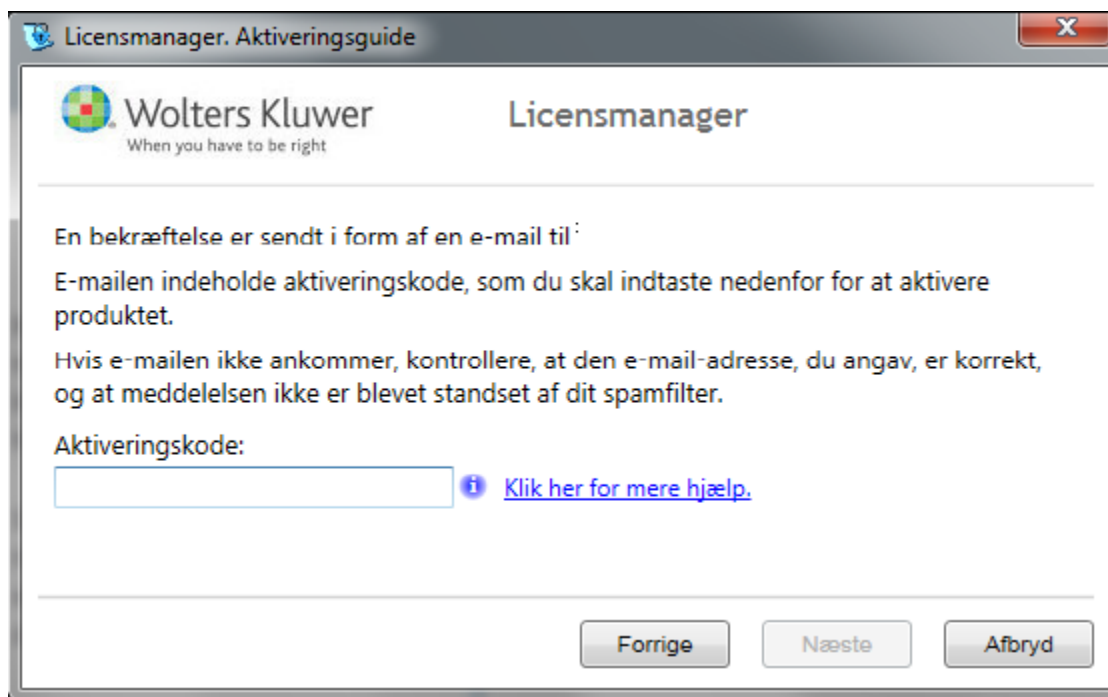 Licensmanager. Aktiveringsguide
Wolters Kluwer
When you have to be right
Licensmanager
En bekræftelse er sendt i form af en e-mail til :
E-mailen indeholde aktiveringskode, som du skal indtaste nedenfor for at aktivere
produktet.
Hvis e-mailen ikke ankommer, kontrollere, at den e-mail-adresse, du angav, er korrekt,
og at meddelelsen ikke er blevet standset af dit spamfilter.
Aktiveringskode:
Klik her for mere hjælp.
Forrige
Næste
Afbryd